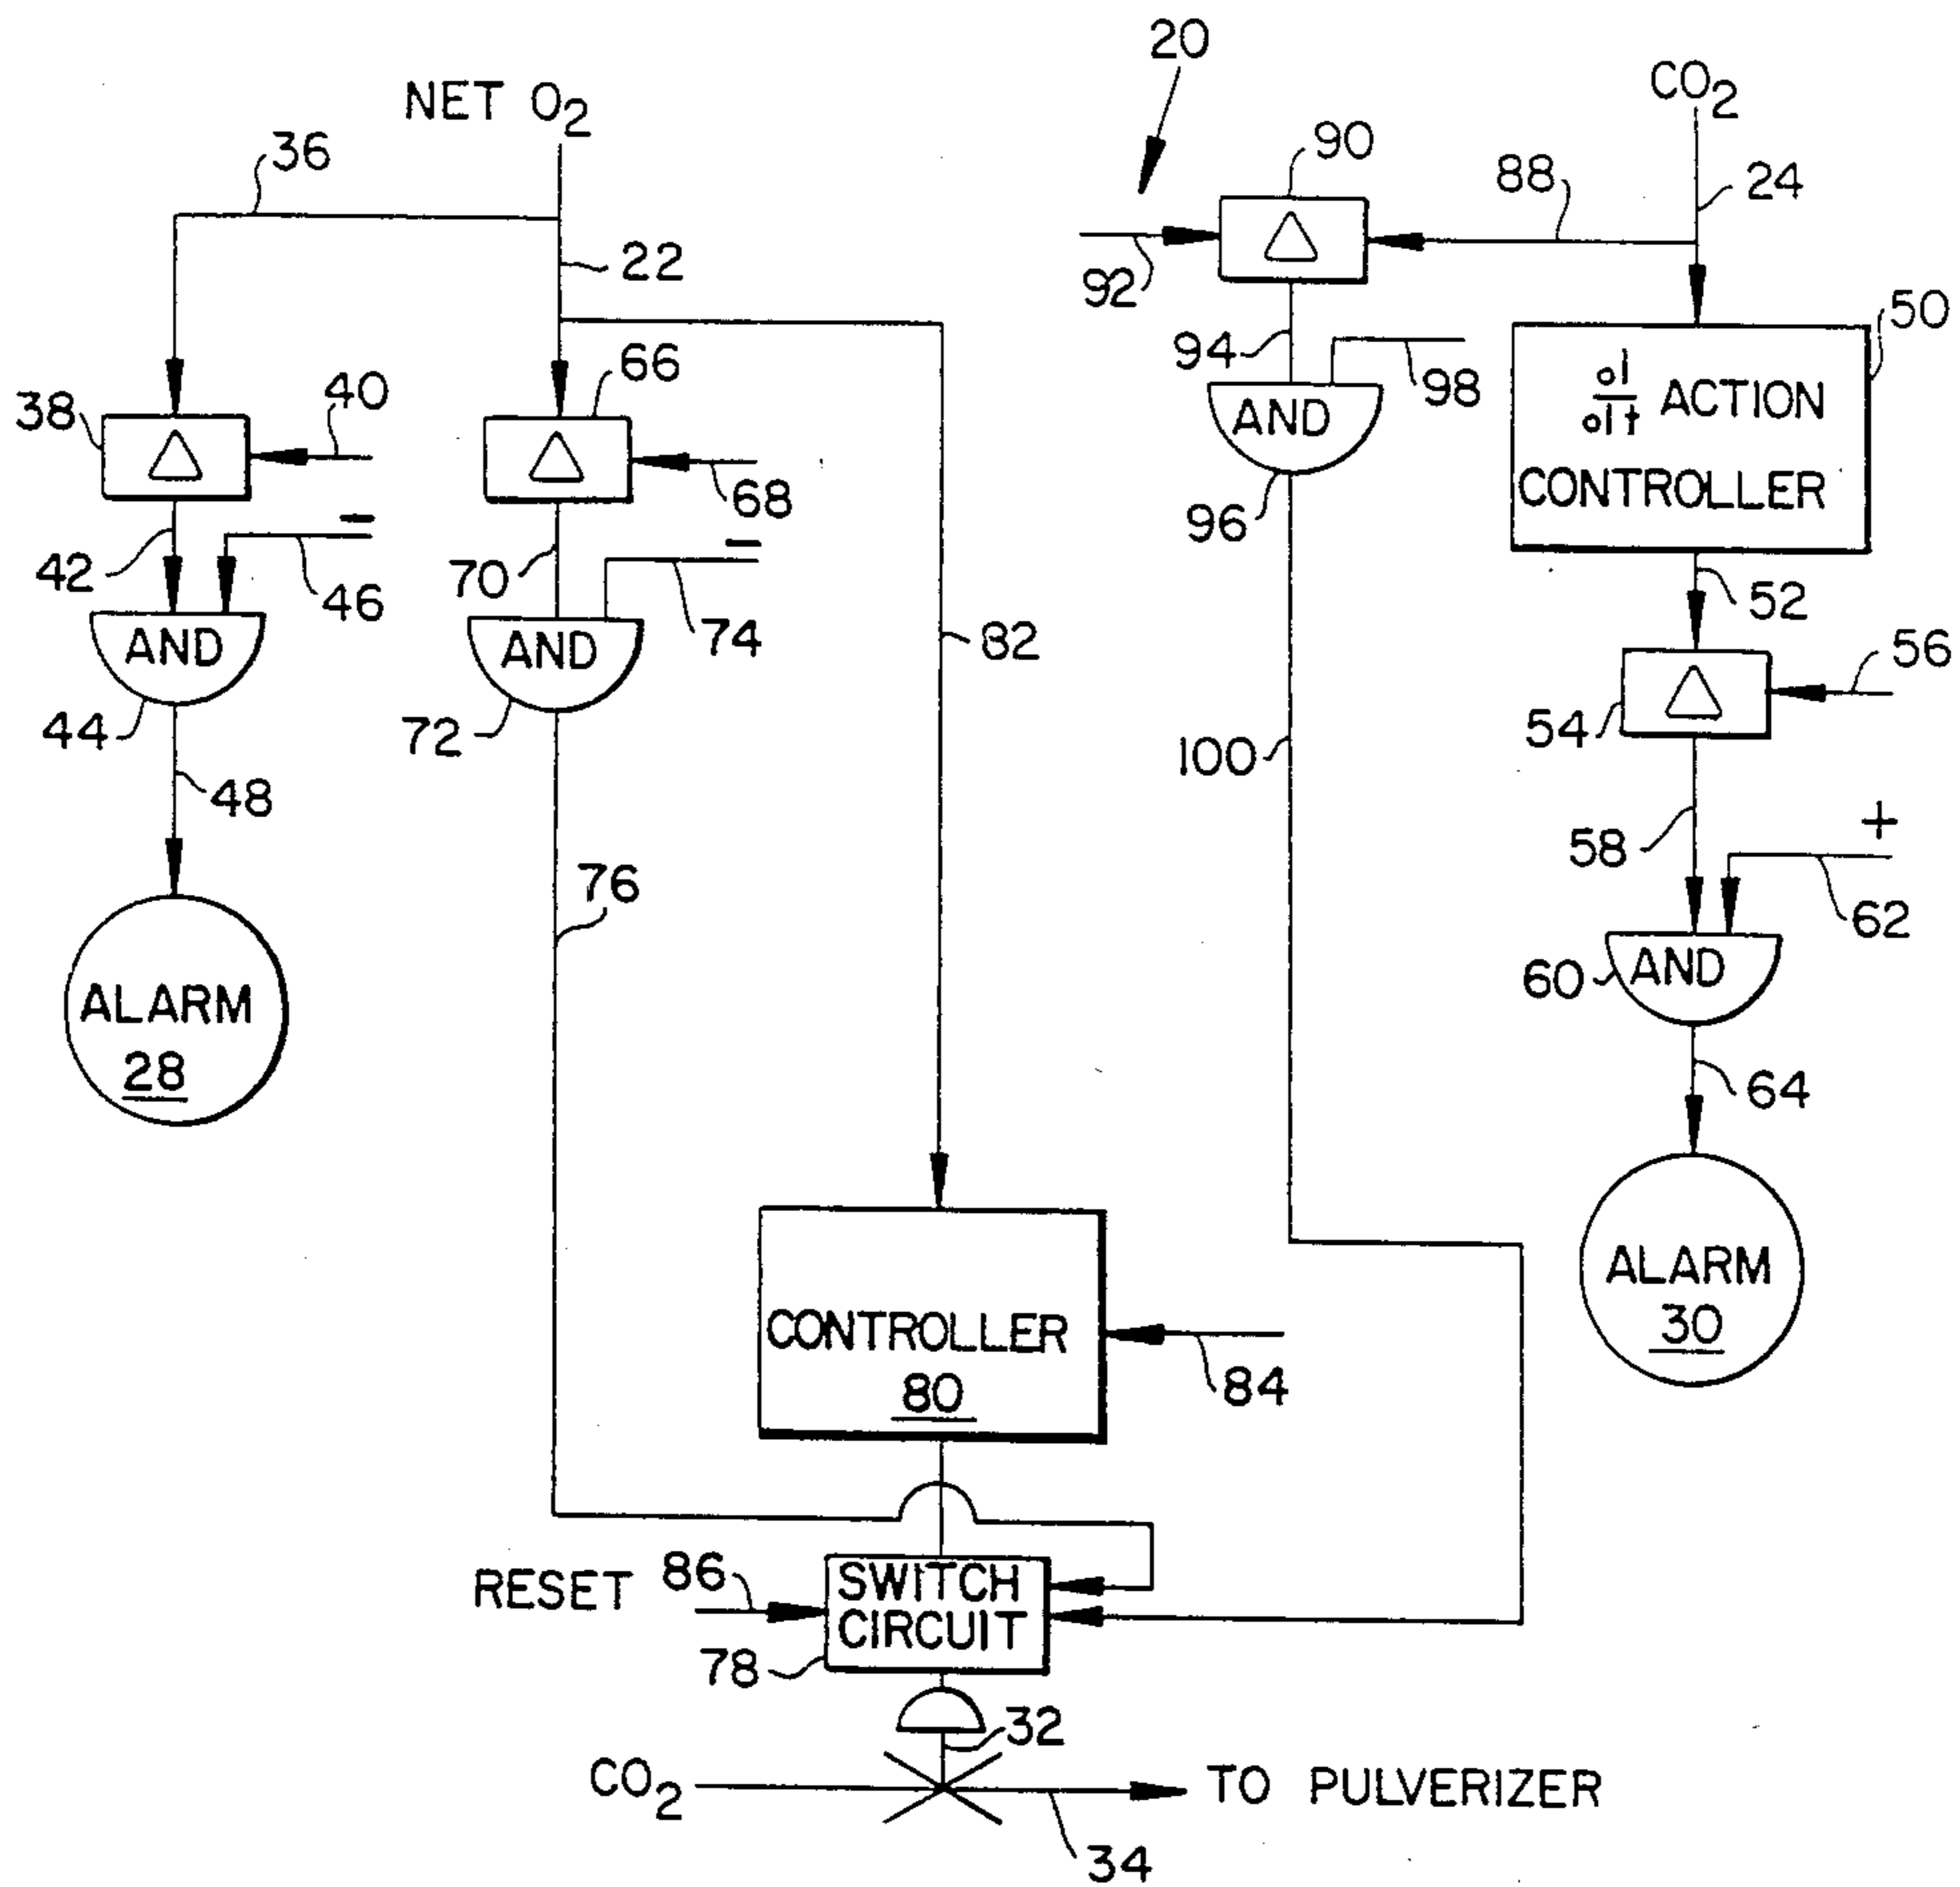 20
NET O2
CO2
36
90
88
24
22
92
50
94
66
98
38
40
d/dt ACTION
CONTROLLER
68
96
−
−
42
46
70
74
52
AND
AND
AND
82
56
44
72
54
48
100
+
58
76
62
60
AND
ALARM
28
64
CONTROLLER
80
84
ALARM
30
RESET
86
SWITCH
CIRCUIT
78
32
CO2
TO PULVERIZER
34